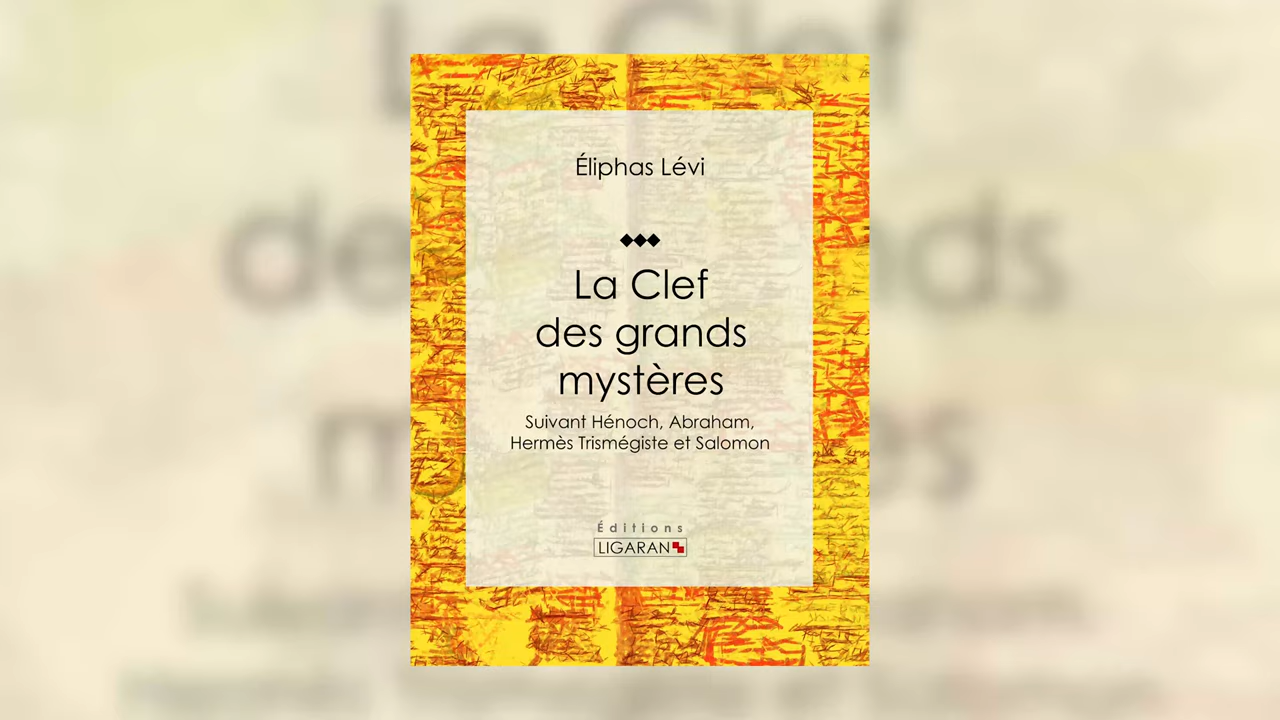 Éliphas Lévi
La Clef
des grands
mystères
Suivant Hénoch, Abraham,
Hermès Trismégiste et Salomon
Éditions
LIGARAN